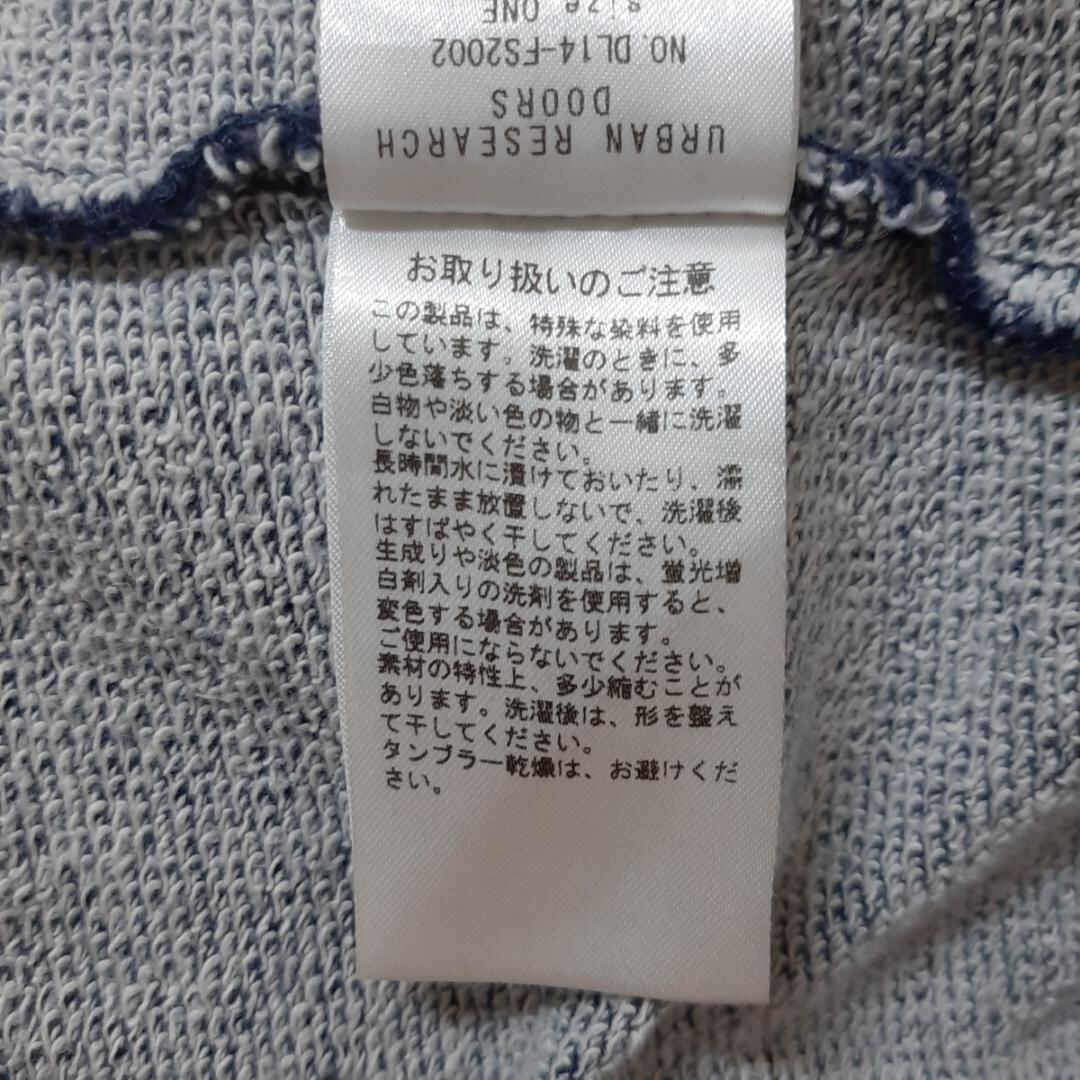 URBAN RESEARCH
DOORS
NO. DL14-FS2002
size ONE
お取り扱いのご注意
この製品は、特殊な染料を使用
しています。洗濯のときに、多
少色落ちする場合があります。
白物や淡い色の物と一緒に洗濯
しないでください。
長時間水に漬けておいたり、濡
れたまま放置しないで、洗濯後
はすばやく干してください。
生成りや淡色の製品は、蛍光増
白剤入りの洗剤を使用すると、
変色する場合があります。
ご使用にならないでください。
素材の特性上、多少縮むことが
あります。洗濯後は、形を整え
て干してください。
タンブラー乾燥は、お避けくだ
さい。